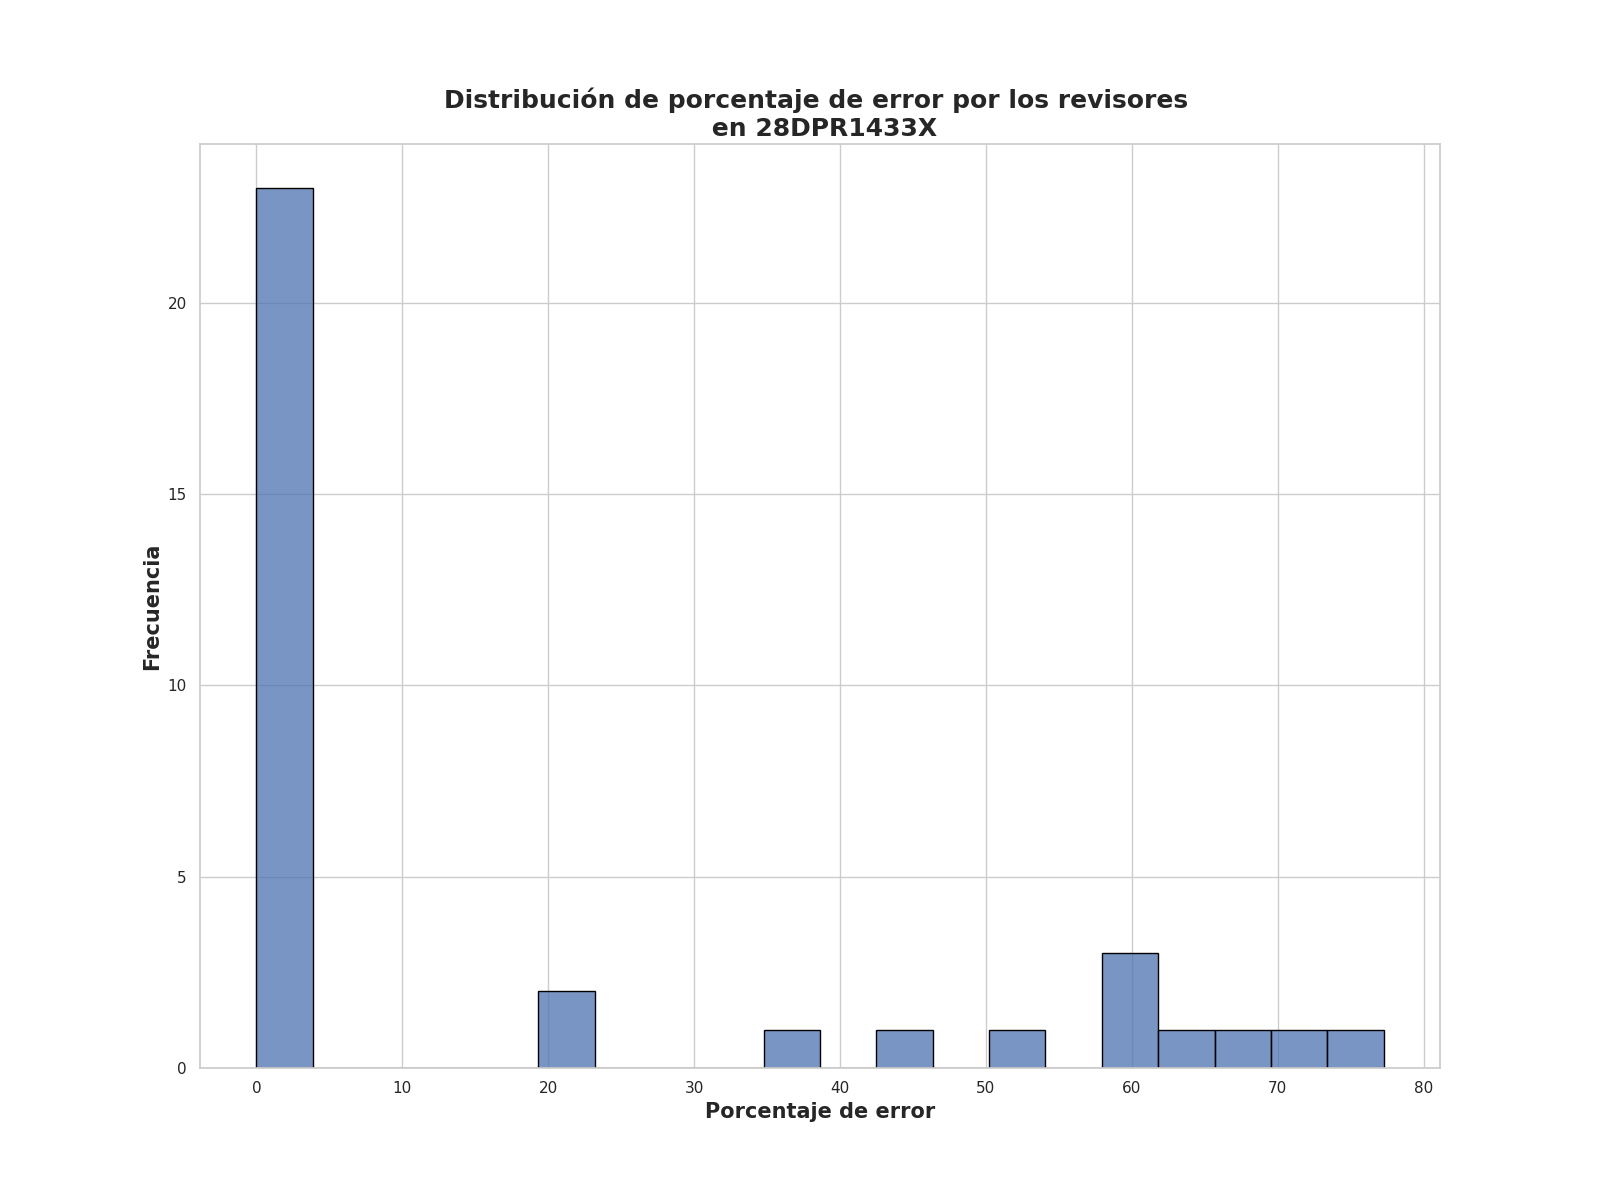 Distribución de porcentaje de error por los revisores
en 28DPR1433X
Frecuencia
20
15
10
5
0
0 10 20 30 40 50 60 70 80
Porcentaje de error